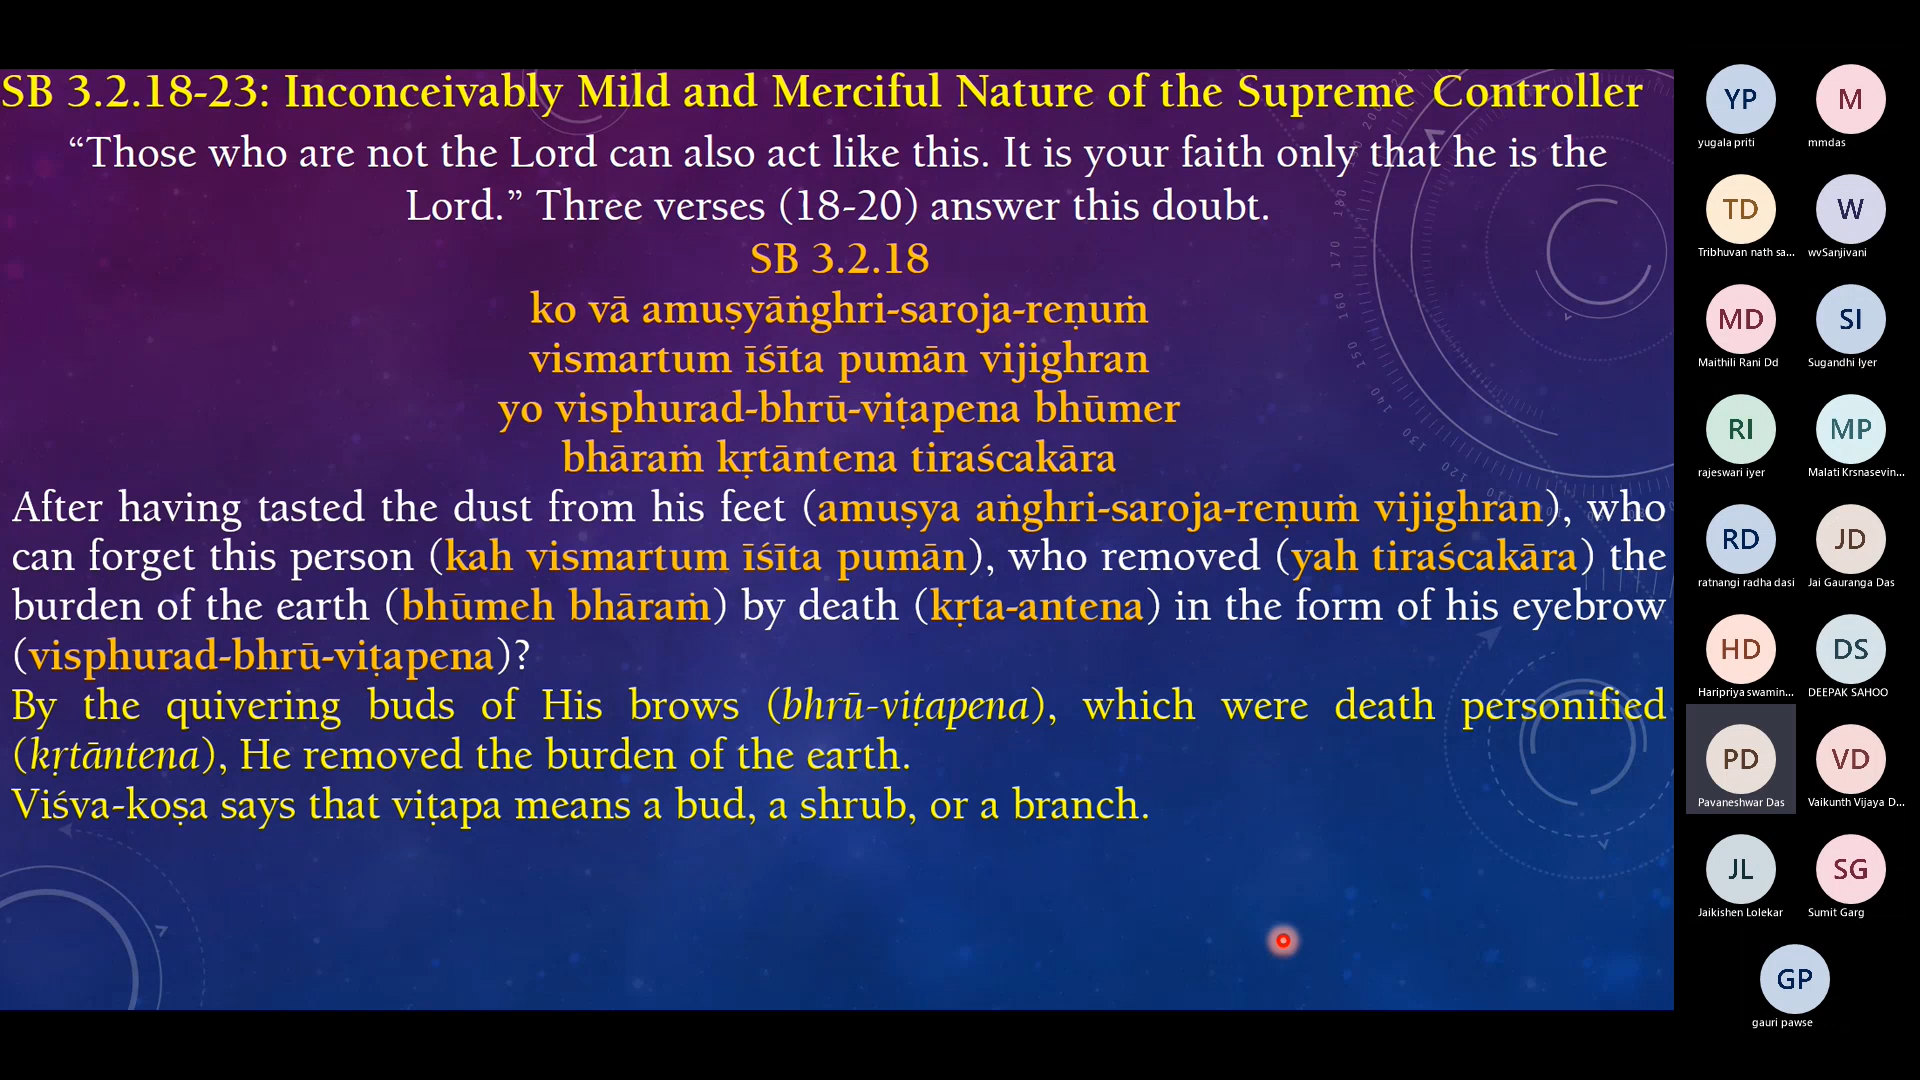 SB 3.2.18-23: Inconceivably Mild and Merciful Nature of the Supreme Controller
“Those who are not the Lord can also act like this. It is your faith only that he is the
Lord.” Three verses (18-20) answer this doubt.
SB 3.2.18
ko vā amuṣyāṅghri-saroja-reṇuṁ
vismartum īśīta pumān vijighran
yo visphurad-bhrū-viṭapena bhūmer
bhāraṁ kṛtāntena tiraścakāra
After having tasted the dust from his feet (amuṣya aṅghri-saroja-reṇuṁ vijighran), who
can forget this person (kah vismartum īśīta pumān), who removed (yah tiraścakāra) the
burden of the earth (bhūmeh bhāraṁ) by death (kṛta-antena) in the form of his eyebrow
(visphurad-bhrū-viṭapena)?
By the quivering buds of His brows (bhrū-viṭapena), which were death personified
(kṛtāntena), He removed the burden of the earth.
Viśva-koṣa says that viṭapa means a bud, a shrub, or a branch.
YP
M
yugala priti
mmdas
TD
W
Tribhuvan nath sa...
wvSanjivani
MD
SI
Maithili Rani Dd
Sugandhi Iyer
RI
MP
rajeswari iyer
Malati Krsnasevin...
RD
JD
ratnangi radha dasi
Jai Gauranga Das
HD
DS
Haripriya swamin...
DEEPAK SAHOO
PD
VD
Pavaneshwar Das
Vaikunth Vijaya D...
JL
SG
Jaikishen Lolekar
Sumit Garg
GP
gauri pawse
180
170
160
150
140
130
120